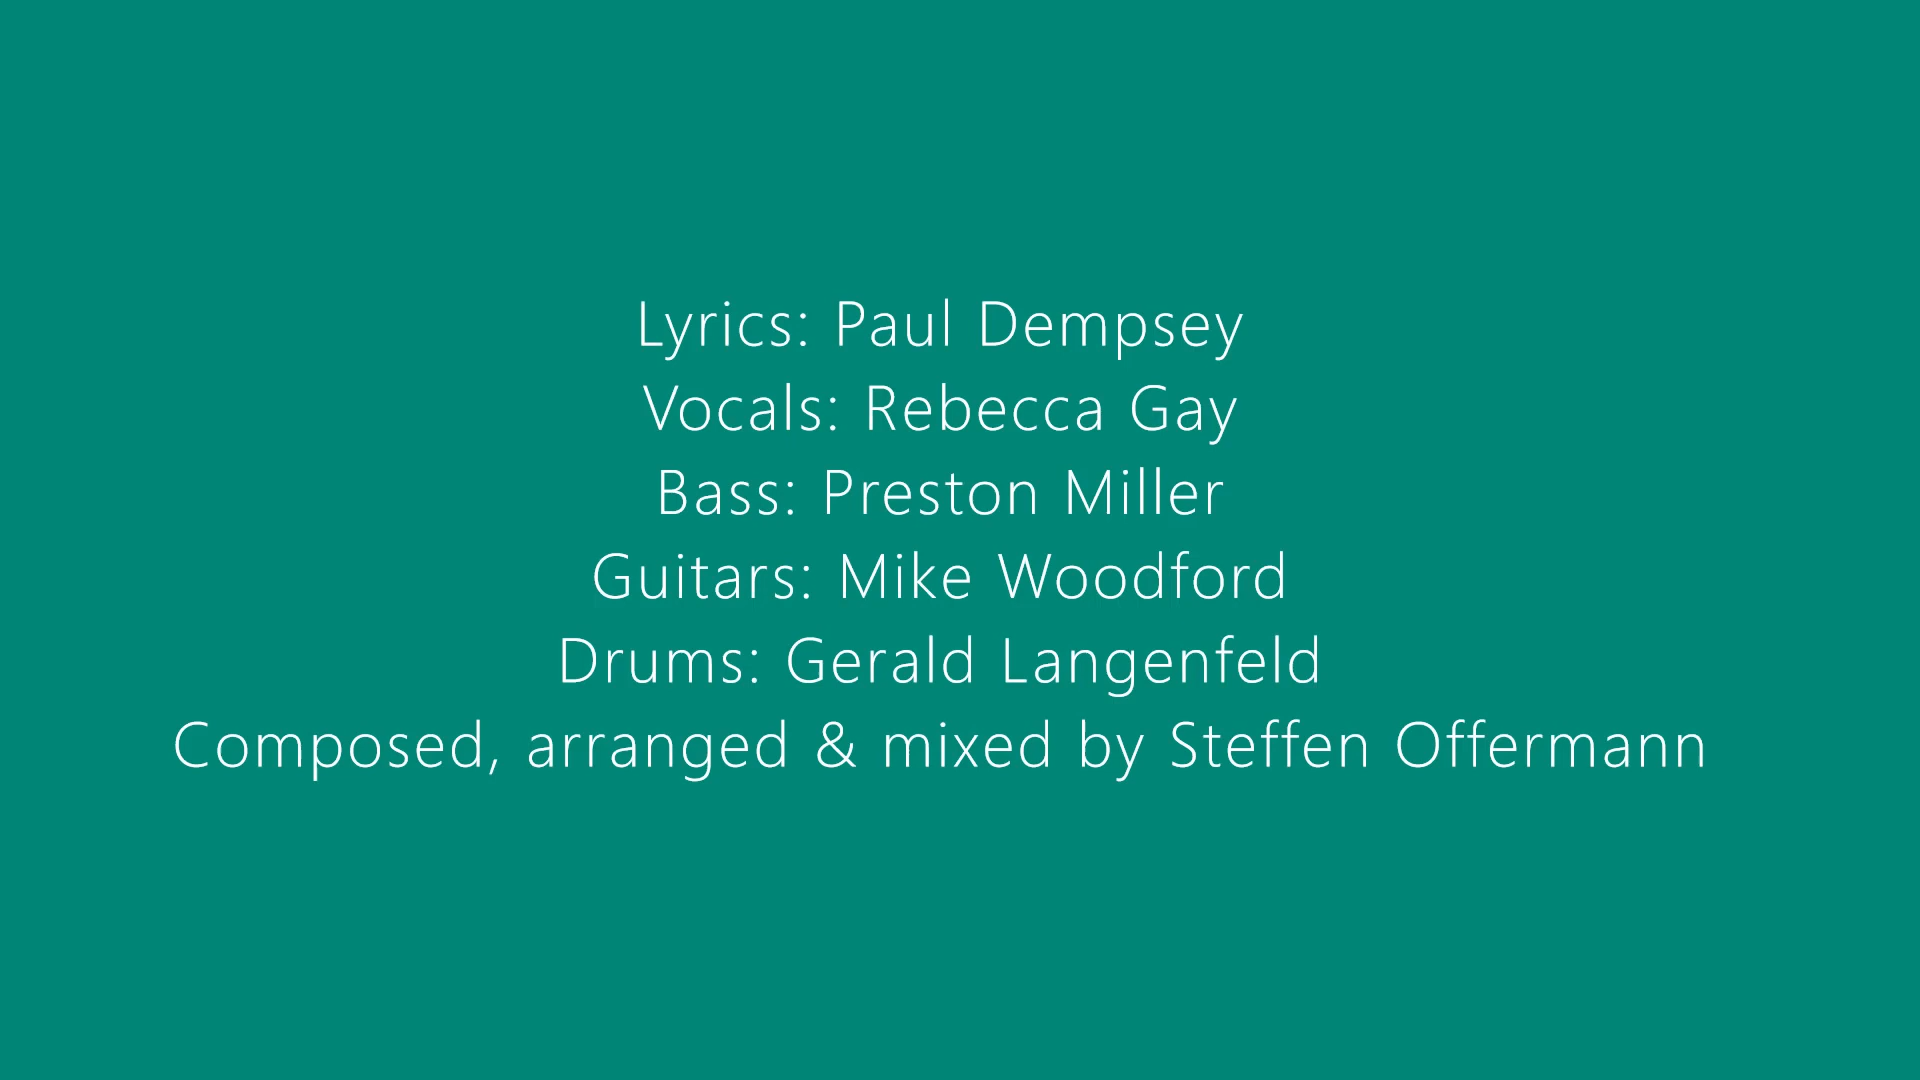 Lyrics: Paul Dempsey
Vocals: Rebecca Gay
Bass: Preston Miller
Guitars: Mike Woodford
Drums: Gerald Langenfeld
Composed, arranged & mixed by Steffen Offermann